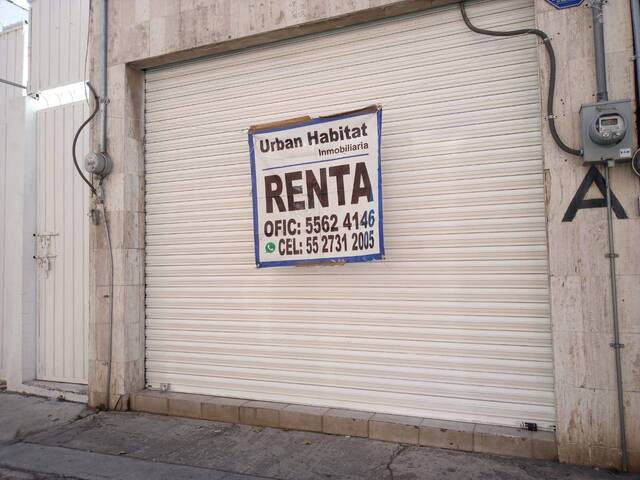 Urban Habitat
Inmobiliaria
RENTA
OFIC: 5562 4146
CEL: 55 2731 2005
A